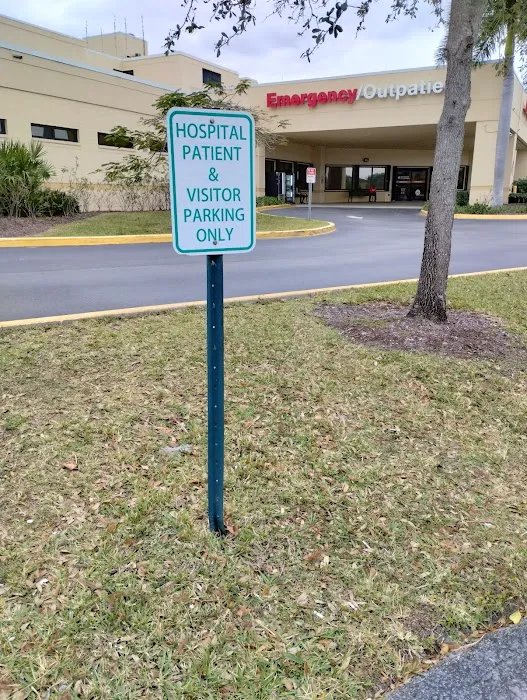 Emergency/Outpatie
HOSPITAL
PATIENT
&
VISITOR
PARKING
ONLY